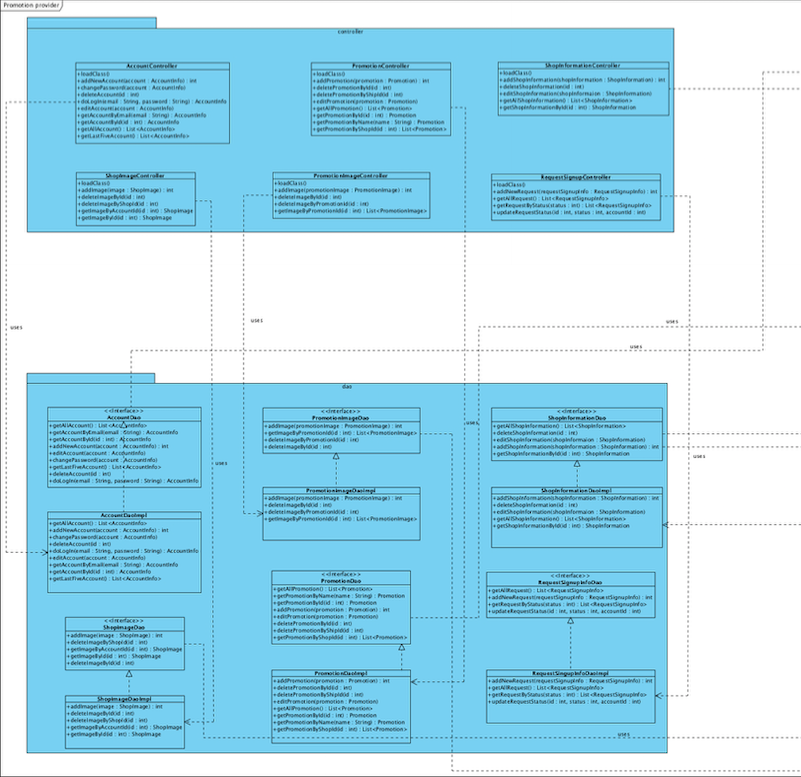 Promotion provider
controller
AccountController
+loadClass()
+addNewAccount(account : AccountInfo) : int
+changePassword(account : AccountInfo)
+deleteAccount(id : int)
+doLogin(email : String, password : String) : AccountInfo
+editAccount(account : AccountInfo)
+getAccountByEmail(email : String) : AccountInfo
+getAccountById(id : int) : AccountInfo
+getAllAccount() : List<AccountInfo>
+getLastFiveAccount() : List<AccountInfo>
PromotionController
+loadClass()
+addPromotion(promotion : Promotion) : int
+deletePromotionById(id : int)
+deletePromotionByShipId(id : int)
+editPromotion(promotion : Promotion)
+getAllPromotion() : List<Promotion>
+getPromotionById(id : int) : Promotion
+getPromotionByName(name : String) : Promotion
+getPromotionByShopId(id : int) : List<Promotion>
ShopInformationController
+loadClass()
+addShopInformation(shopInformation : ShopInformation) : int
+deleteShopInformation(id : int)
+editShopInformation(shopInformation : ShopInformation)
+getAllShopInformation() : List<ShopInformation>
+getShopInformationById(id : int) : ShopInformation
ShopImageController
+loadClass()
+addImage(image : ShopImage) : int
+deleteImageById(id : int)
+deleteImageByShopId(id : int)
+getImageByAccountId(id : int) : ShopImage
+getImageById(id : int) : ShopImage
PromotionImageController
+loadClass()
+addImage(promotionImage : PromotionImage) : int
+deleteImageById(id : int)
+deleteImageByPromotionId(id : int)
+getImageByPromotionId(id : int) : List<PromotionImage>
RequestSignupController
+loadClass()
+addNewRequest(requestSignupInfo : RequestSignupInfo) : int
+getAllRequest() : List<RequestSignupInfo>
+getRequestByStatus(status : int) : List<RequestSignupInfo>
+updateRequestStatus(id : int, status : int, accountId : int)
uses
uses
uses
uses
dao
<<Interface>>
AccountDao
+getAllAccount() : List<AccountInfo>
+getAccountByEmail(email : String) : AccountInfo
+getAccountById(id : int) : AccountInfo
+addNewAccount(account : AccountInfo) : int
+editAccount(account : AccountInfo)
+changePassword(account : AccountInfo)
+getLastFiveAccount() : List<AccountInfo>
+deleteAccount(id : int)
+doLogin(email : String, password : String) : AccountInfo
<<Interface>>
PromotionImageDao
+addImage(promotionImage : PromotionImage) : int
+getImageByPromotionId(id : int) : List<PromotionImage>
+deleteImageByPromotionId(id : int)
+deleteImageById(id : int)
<<Interface>>
ShopInformationDao
+getAllShopInformation() : List<ShopInformation>
+deleteShopInformation(id : int)
+editShopInformation(shopInformation : ShopInformation)
+addShopInformation(shopInformation : ShopInformation) : int
+getShopInformationById(id : int) : ShopInformation
uses
uses
uses
AccountDaoImpl
+getAllAccount() : List<AccountInfo>
+addNewAccount(account : AccountInfo) : int
+changePassword(account : AccountInfo)
+deleteAccount(id : int)
+doLogin(email : String, password : String) : AccountInfo
+editAccount(account : AccountInfo)
+getAccountByEmail(email : String) : AccountInfo
+getAccountById(id : int) : AccountInfo
+getLastFiveAccount() : List<AccountInfo>
PromotionImageDaoImpl
+addImage(promotionImage : PromotionImage) : int
+deleteImageById(id : int)
+deleteImageByPromotionId(id : int)
+getImageByPromotionId(id : int) : List<PromotionImage>
ShopInformationDaoImpl
+addShopInformation(shopInformation : ShopInformation) : int
+deleteShopInformation(id : int)
+editShopInformation(shopInformation : ShopInformation)
+getAllShopInformation() : List<ShopInformation>
+getShopInformationById(id : int) : ShopInformation
<<Interface>>
PromotionDao
+getAllPromotion() : List<Promotion>
+getPromotionByName(name : String) : Promotion
+getPromotionById(id : int) : Promotion
+addPromotion(promotion : Promotion) : int
+editPromotion(promotion : Promotion)
+deletePromotionById(id : int)
+deletePromotionByShipId(id : int)
+getPromotionByShopId(id : int) : List<Promotion>
<<Interface>>
RequestSignupInfoDao
+getAllRequest() : List<RequestSignupInfo>
+addNewRequest(requestSignupInfo : RequestSignupInfo) : int
+getRequestByStatus(status : int) : List<RequestSignupInfo>
+updateRequestStatus(id : int, status : int, accountId : int)
<<Interface>>
ShopImageDao
+addImage(image : ShopImage) : int
+deleteImageByShopId(id : int)
+getImageByAccountId(id : int) : ShopImage
+getImageById(id : int) : ShopImage
+deleteImageById(id : int)
ShopImageDaoImpl
+addImage(image : ShopImage) : int
+deleteImageById(id : int)
+deleteImageByShopId(id : int)
+getImageByAccountId(id : int) : ShopImage
+getImageById(id : int) : ShopImage
PromotionDaoImpl
+addPromotion(promotion : Promotion) : int
+deletePromotionById(id : int)
+deletePromotionByShipId(id : int)
+editPromotion(promotion : Promotion)
+getAllPromotion() : List<Promotion>
+getPromotionById(id : int) : Promotion
+getPromotionByName(name : String) : Promotion
+getPromotionByShopId(id : int) : List<Promotion>
RequestSignupInfoDaoImpl
+addNewRequest(requestSignupInfo : RequestSignupInfo) : int
+getAllRequest() : List<RequestSignupInfo>
+getRequestByStatus(status : int) : List<RequestSignupInfo>
+updateRequestStatus(id : int, status : int, accountId : int)
uses